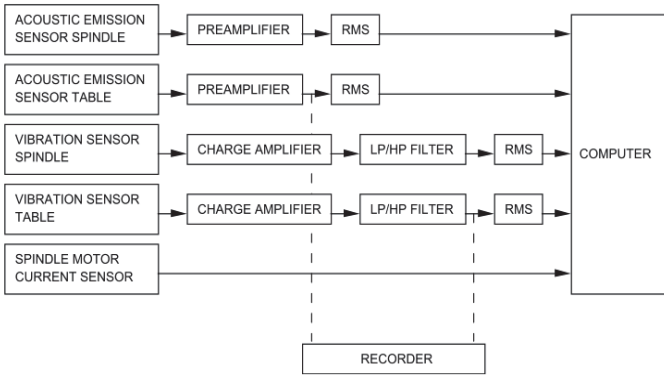 ACOUSTIC EMISSION
SENSOR SPINDLE
PREAMPLIFIER
RMS
ACOUSTIC EMISSION
SENSOR TABLE
PREAMPLIFIER
RMS
VIBRATION SENSOR
SPINDLE
CHARGE AMPLIFIER
LP/HP FILTER
RMS
COMPUTER
VIBRATION SENSOR
TABLE
CHARGE AMPLIFIER
LP/HP FILTER
RMS
SPINDLE MOTOR
CURRENT SENSOR
RECORDER